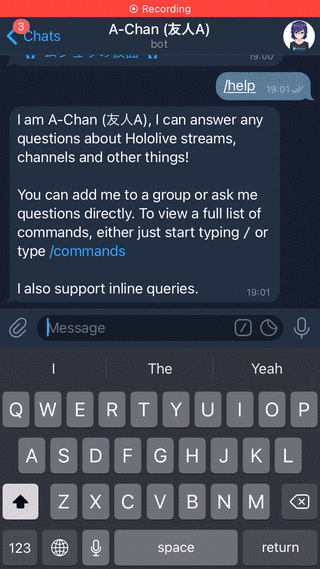 Recording
3
Chats
A-Chan (友人A)
bot
19:00
/help
19:01
I am A-Chan (友人A), I can answer any
questions about Hololive streams,
channels and other things!
You can add me to a group or ask me
questions directly. To view a full list of
commands, either just start typing / or
type /commands
I also support inline queries.
19:01
Message
I The Yeah
Q W E R T Y U I O P
A S D F G H J K L
Z X C V B N M
123 space return